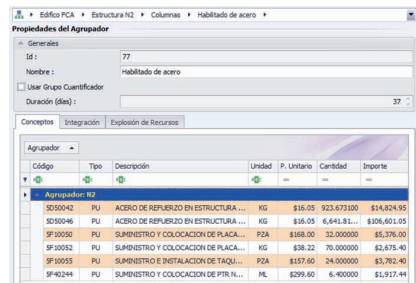 Edifico FCA ▸ Estructura N2 ▸ Columnas ▸ Habilitado de acero ▸
Propiedades del Agrupador
Generales
Id : 77
Nombre : Habilitado de acero
Usar Grupo Cuantificador
Duración (días) : 37
Conceptos Integración Explosión de Recursos
Agrupador
Código Tipo Descripción Unidad P. Unitario Cantidad Importe
Agrupador: N2
5D50042 PU ACERO DE REFUERZO EN ESTRUCTURA ... KG $16.05 923.673100 $14,824.95
5D50046 PU ACERO DE REFUERZO EN ESTRUCTURA ... KG $16.05 6,641.81... $106,601.05
5F10050 PU SUMINISTRO Y COLOCACION DE PLACA... PZA $168.00 32.000000 $5,376.00
5F10052 PU SUMINISTRO Y COLOCACION DE PLACA... KG $38.22 70.000000 $2,675.40
5F10055 PU SUMINISTRO E INSTALACION DE TAQU... PZA $157.60 24.000000 $3,782.40
5F40244 PU SUMINISTRO Y COLOCACION DE PTR N... ML $299.60 6.400000 $1,917.44